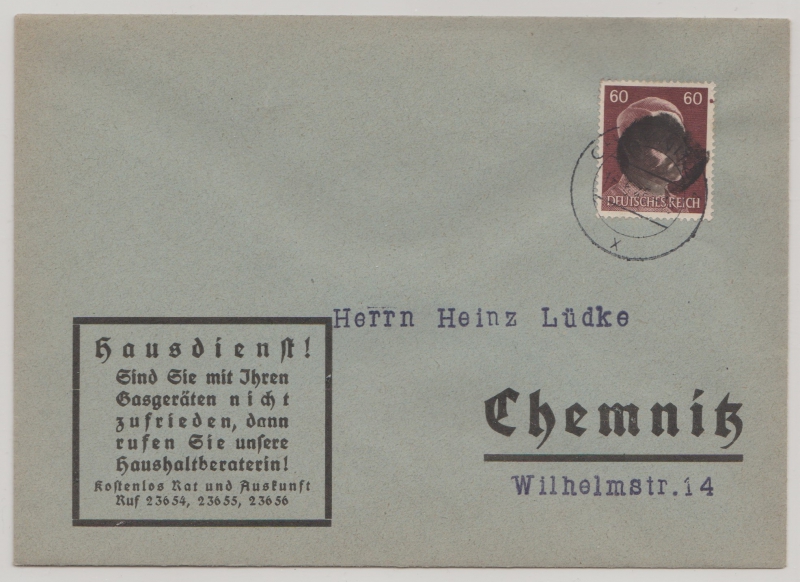 60 60
DEUTSCHES REICH
x
Herrn Heinz Lüdke
Chemnitz
Wilhelmstr.14
Hausdienst!
Sind Sie mit Ihren
Gasgeräten nicht
zufrieden, dann
rufen Sie unsere
Haushaltberaterin!
Kostenlos Rat und Auskunft
Ruf 23654, 23655, 23656